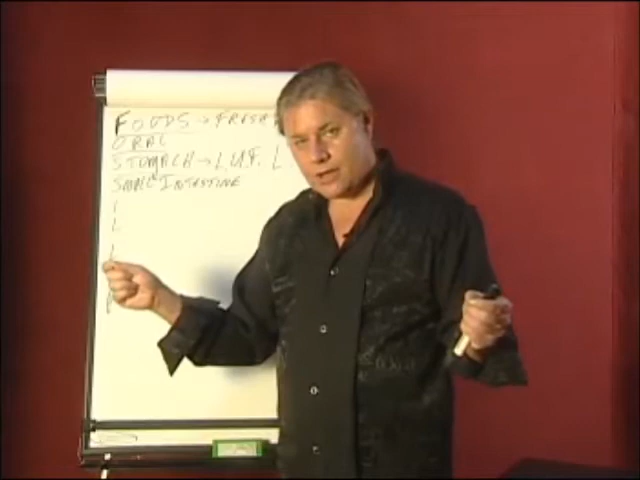 FOODS → FRESH
ORAL
STOMACH → L.U.F. L
SMALL INTESTINE
L
L